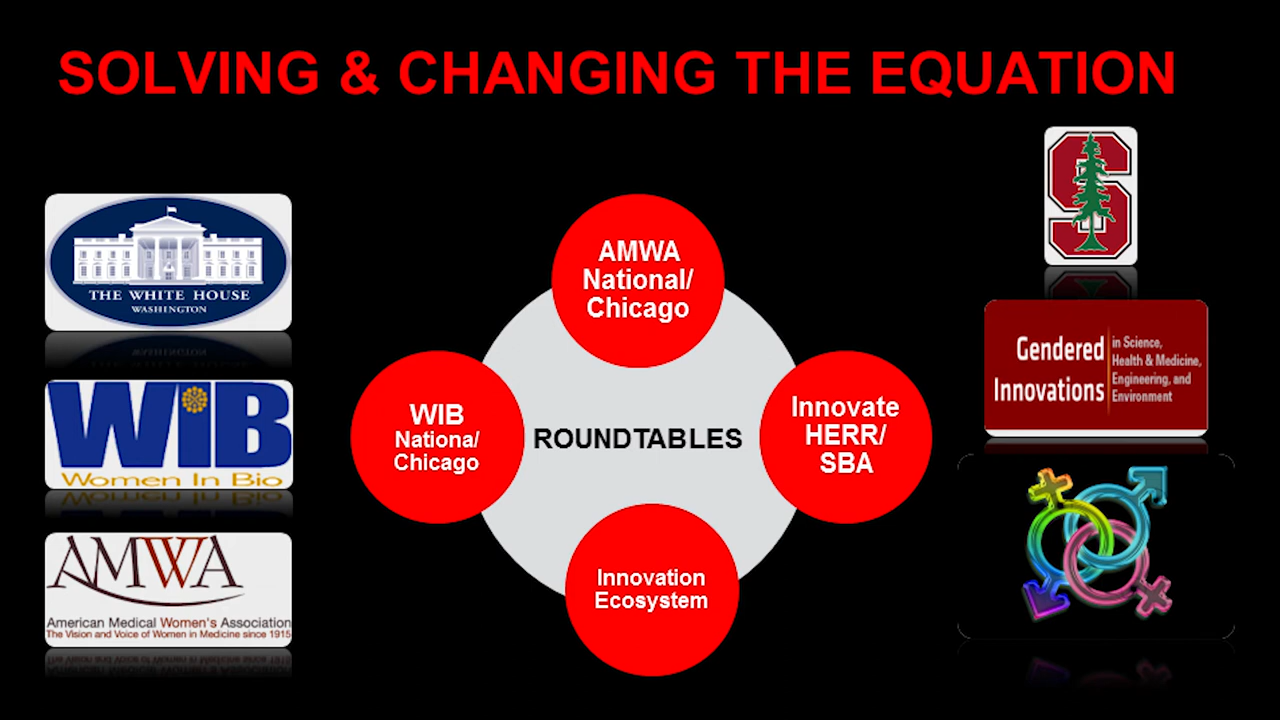 SOLVING & CHANGING THE EQUATION
THE WHITE HOUSE
WASHINGTON
WIB
Women In Bio
AMWA
American Medical Women's Association
The Vision and Voice of Women in Medicine since 1915
AMWA
National/
Chicago
WIB
Nationa/
Chicago
ROUNDTABLES
Innovate
HERR/
SBA
Innovation
Ecosystem
S
Gendered
Innovations
in Science,
Health & Medicine,
Engineering, and
Environment